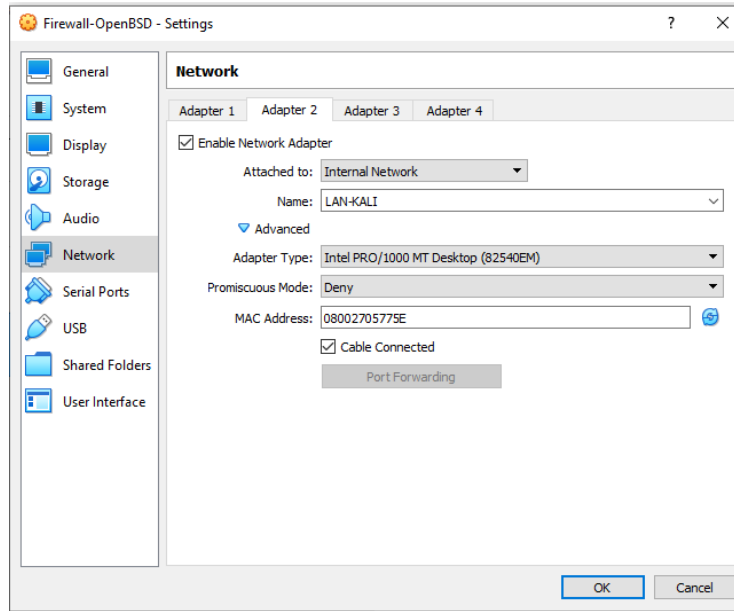 Firewall-OpenBSD - Settings
?
General
System
Display
Storage
Audio
Network
Serial Ports
USB
Shared Folders
User Interface
Network
Adapter 1 Adapter 2 Adapter 3 Adapter 4
Enable Network Adapter
Attached to: Internal Network
Name: LAN-KALI
Advanced
Adapter Type: Intel PRO/1000 MT Desktop (82540EM)
Promiscuous Mode: Deny
MAC Address: 08002705775E
Cable Connected
Port Forwarding
OK Cancel